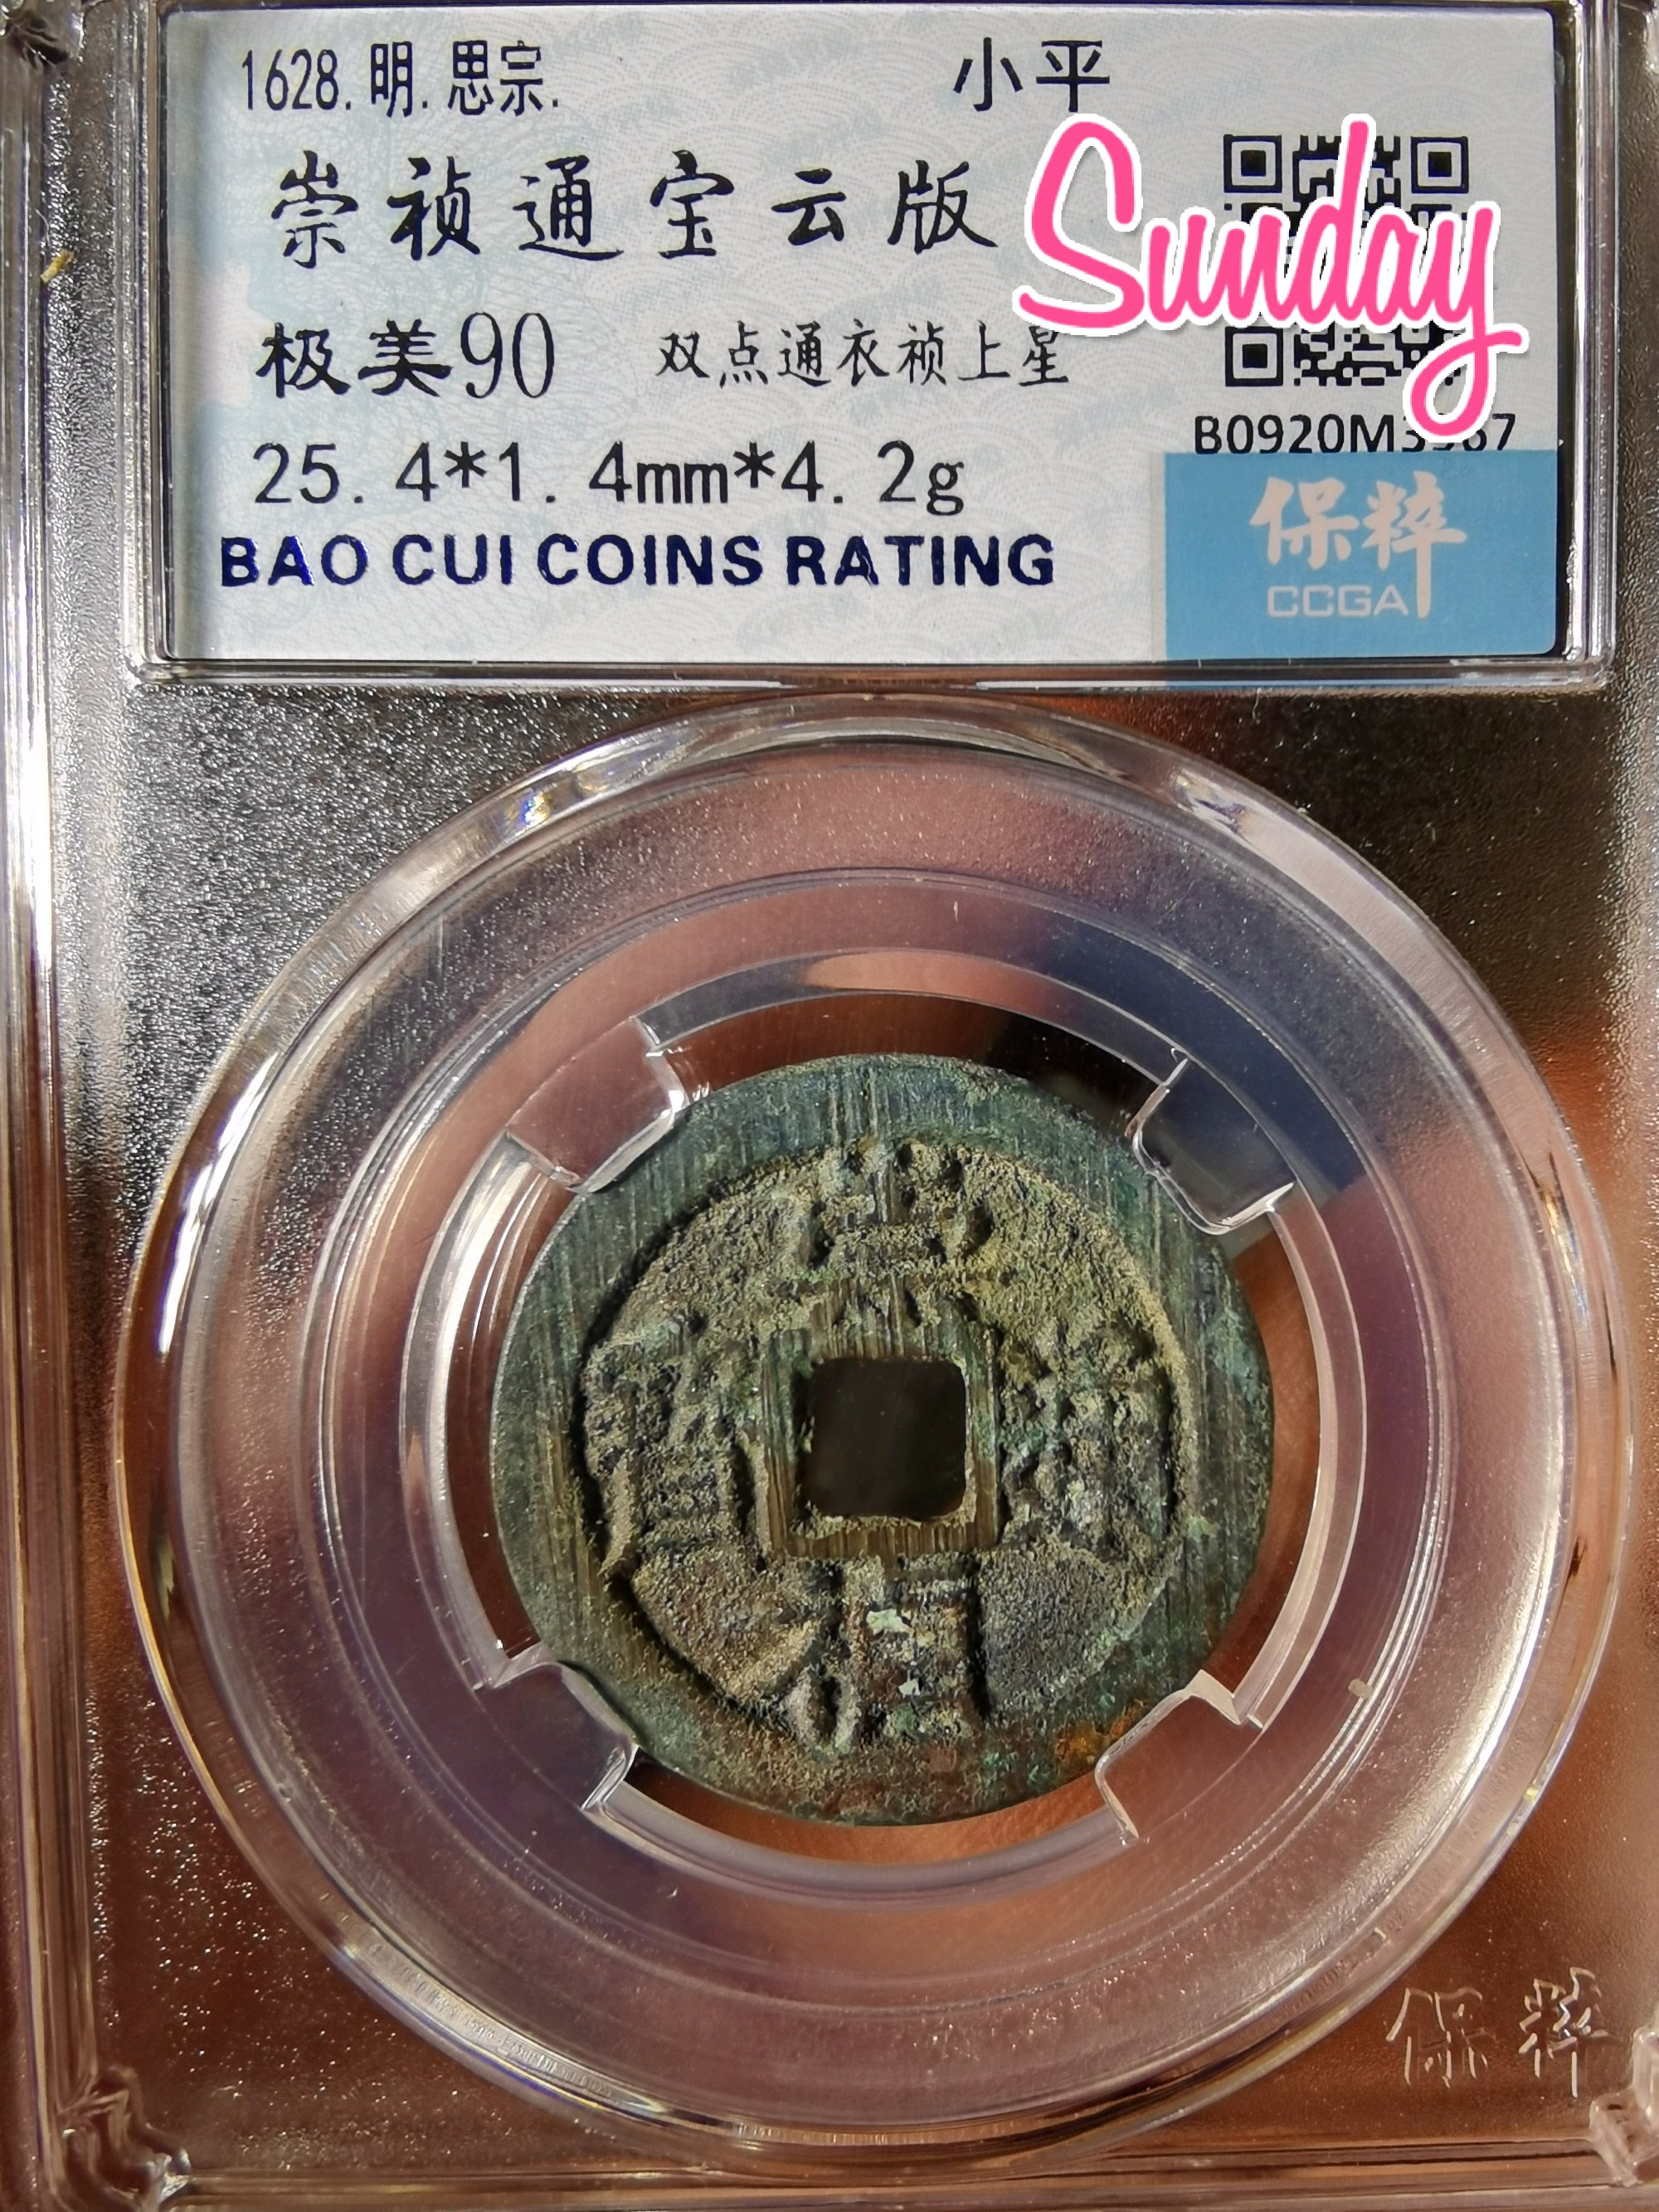 1628.明.思宗. 小平
崇祯通宝云版
Sunday
极美90 双点通衣祯上星
25.4*1.4mm*4.2g
BAO CUI COINS RATING
保粹
CCGA
保粹